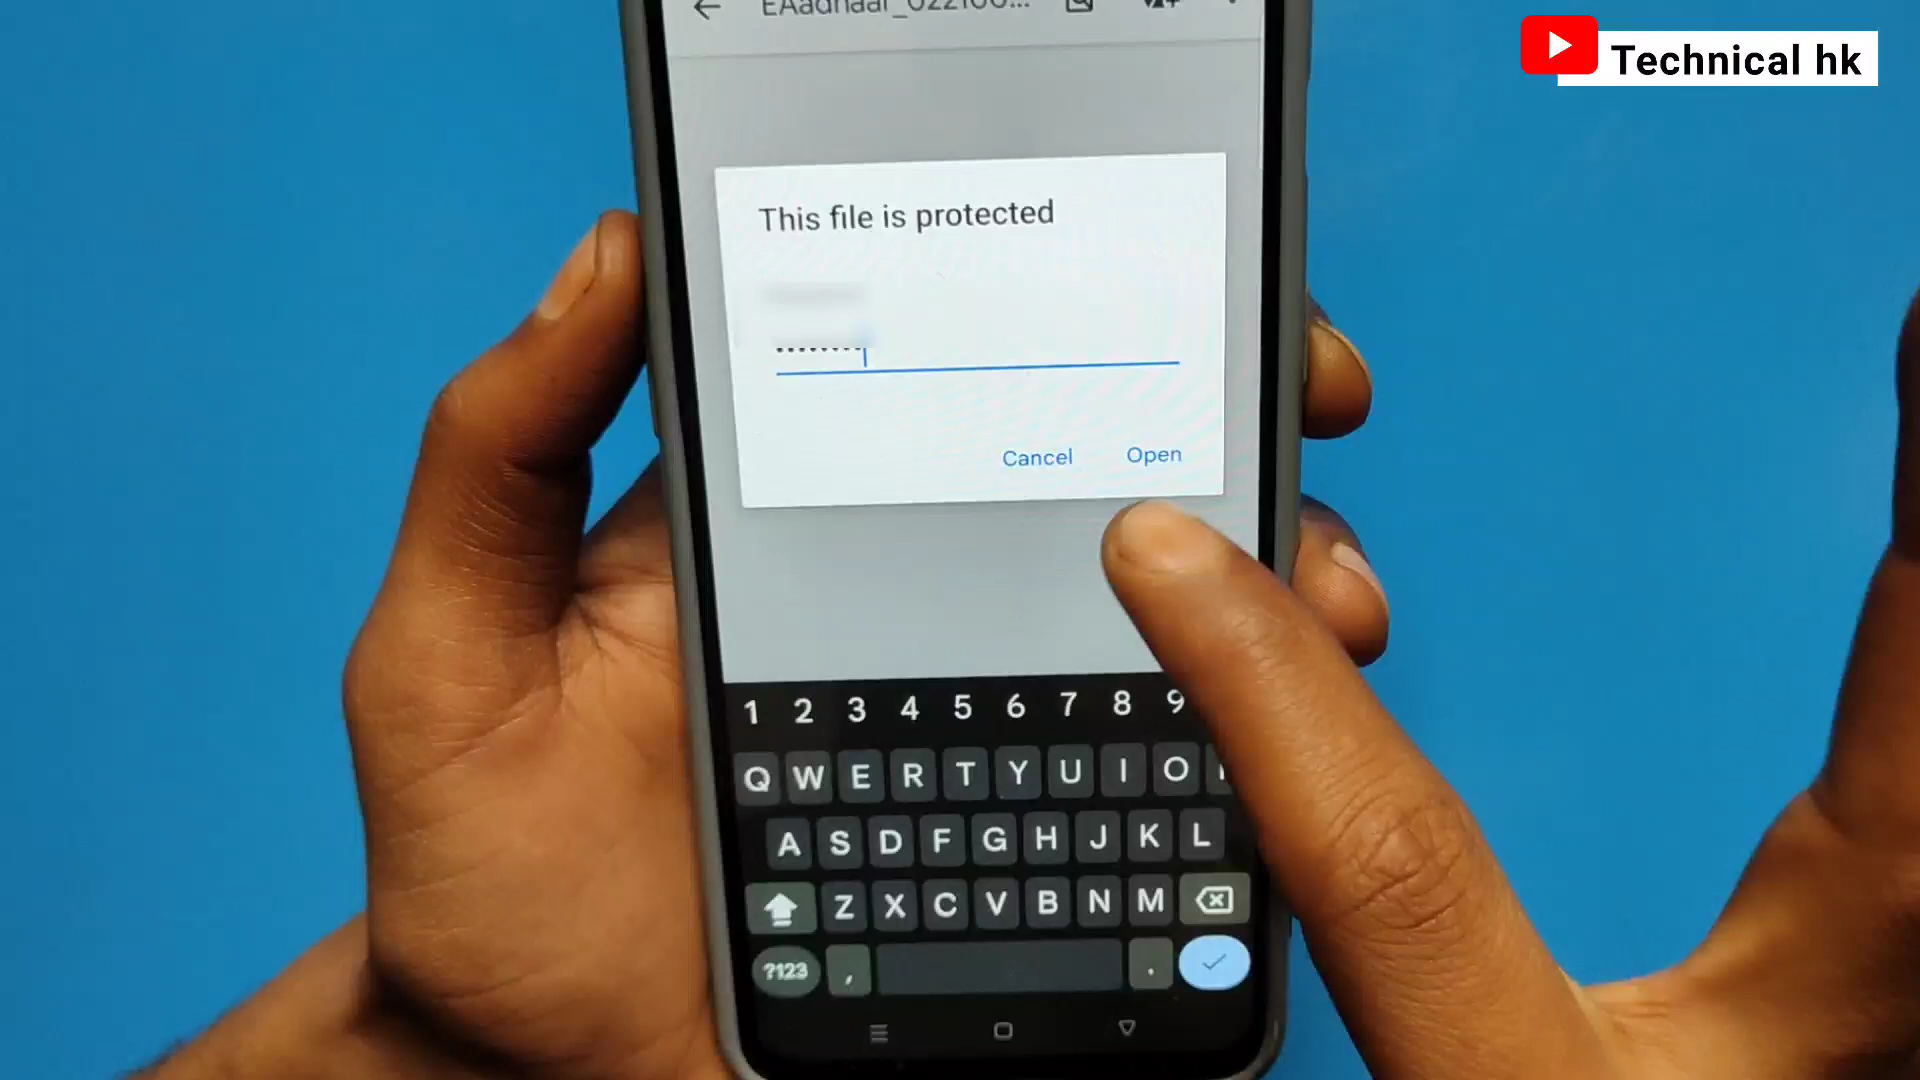 Technical hk
This file is protected
Cancel Open
1 2 3 4 5 6 7 8 9
Q W E R T Y U I O
A S D F G H J K L
Z X C V B N M
?123 , .